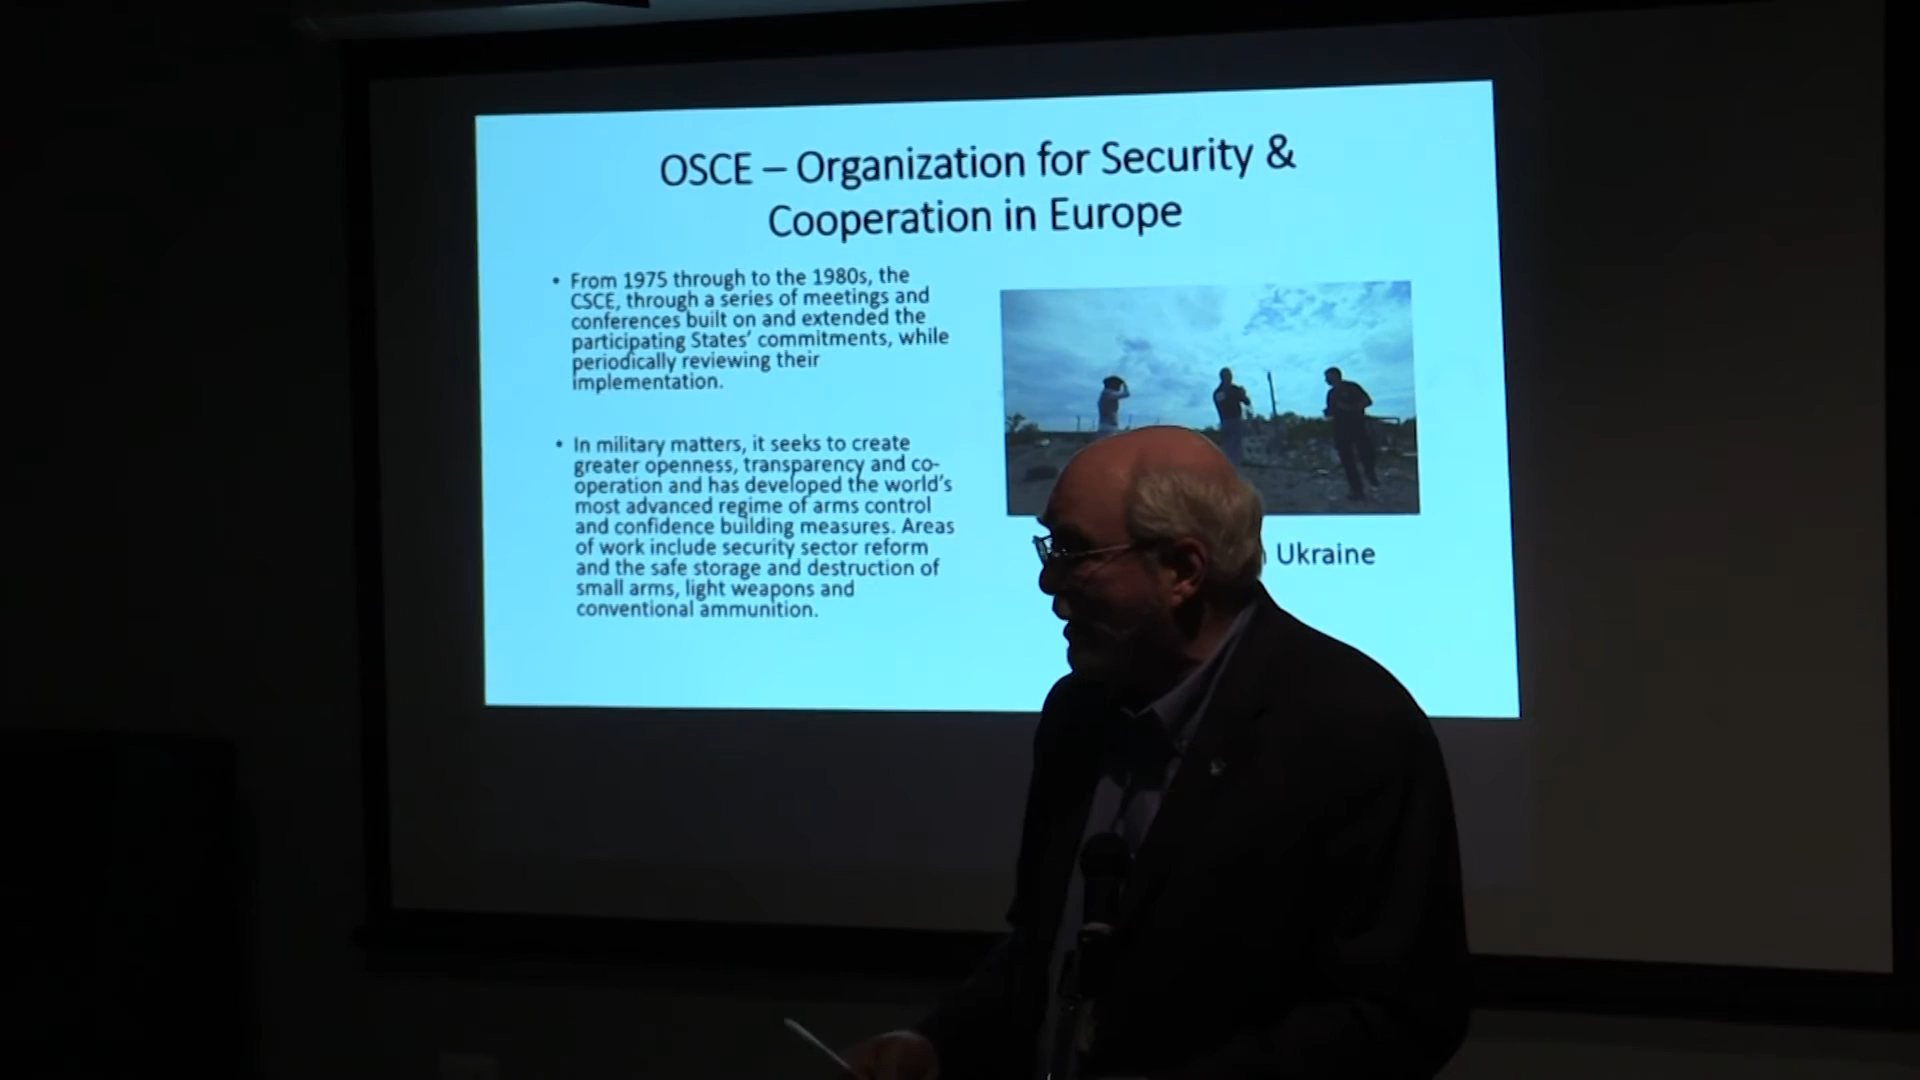 OSCE – Organization for Security &
Cooperation in Europe
• From 1975 through to the 1980s, the
CSCE, through a series of meetings and
conferences built on and extended the
participating States’ commitments, while
periodically reviewing their
implementation.
• In military matters, it seeks to create
greater openness, transparency and co-
operation and has developed the world’s
most advanced regime of arms control
and confidence building measures. Areas
of work include security sector reform
and the safe storage and destruction of
small arms, light weapons and
conventional ammunition.
Ukraine